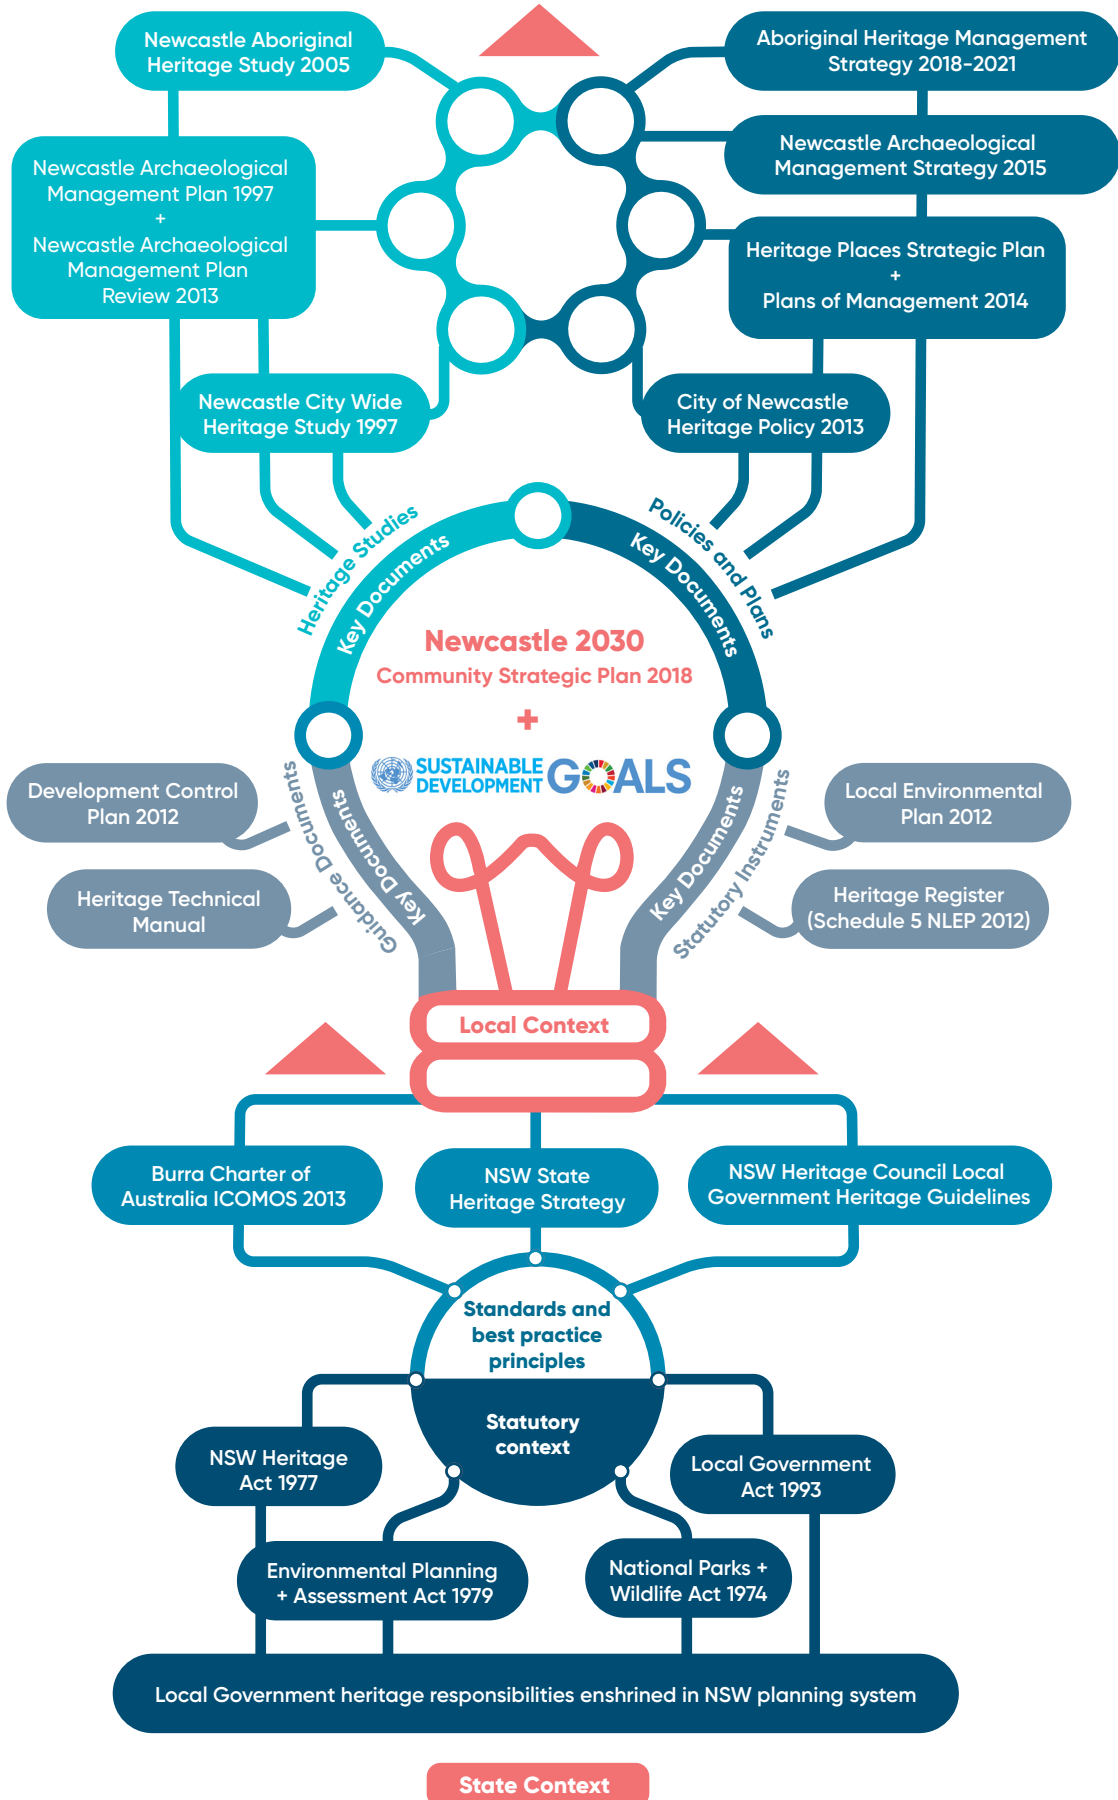 Newcastle Aboriginal
Heritage Study 2005
Aboriginal Heritage Management
Strategy 2018-2021
Newcastle Archaeological
Management Plan 1997
+
Newcastle Archaeological
Management Plan
Review 2013
Newcastle Archaeological
Management Strategy 2015
Heritage Places Strategic Plan
+
Plans of Management 2014
Newcastle City Wide
Heritage Study 1997
City of Newcastle
Heritage Policy 2013
Heritage Studies
Key Documents
Policies and Plans
Key Documents
Newcastle 2030
Community Strategic Plan 2018
+
SUSTAINABLE
DEVELOPMENT
GOALS
Development Control
Plan 2012
Heritage Technical
Manual
Guidance Documents
Key Documents
Key Documents
Statutory Instruments
Local Environmental
Plan 2012
Heritage Register
(Schedule 5 NLEP 2012)
Local Context
Burra Charter of
Australia ICOMOS 2013
NSW State
Heritage Strategy
NSW Heritage Council Local
Government Heritage Guidelines
Standards and
best practice
principles
Statutory
context
NSW Heritage
Act 1977
Local Government
Act 1993
Environmental Planning
+ Assessment Act 1979
National Parks +
Wildlife Act 1974
Local Government heritage responsibilities enshrined in NSW planning system
State Context